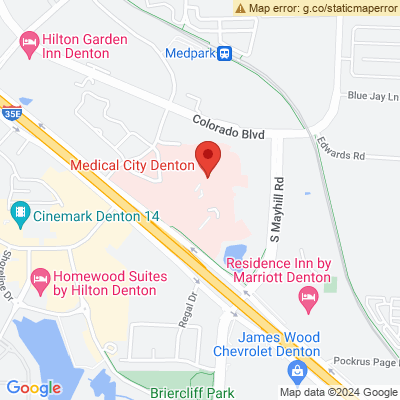 Map error: g.co/staticmaperror
Hilton Garden
Inn Denton
Medpark
Blue Jay Ln
35E
Colorado Blvd
Edwards Rd
Medical City Denton
S Mayhill Rd
Cinemark Denton 14
Shoreline Dr
Homewood Suites
by Hilton Denton
Residence Inn by
Marriott Denton
Regal Dr
James Wood
Chevrolet Denton
Pockrus Page
Briercliff Park
Google
Map data ©2024 Google